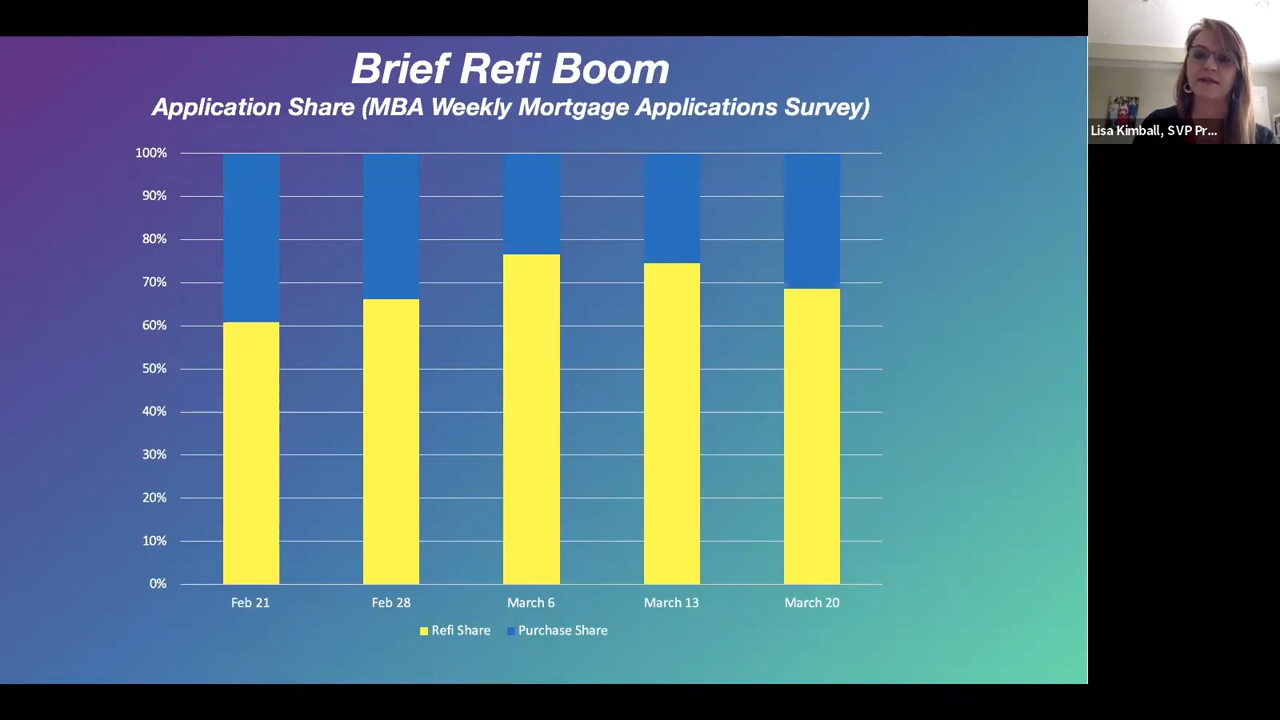 Brief Refi Boom
Application Share (MBA Weekly Mortgage Applications Survey)
100%
90%
80%
70%
60%
50%
40%
30%
20%
10%
0%
Feb 21 Feb 28 March 6 March 13 March 20
Refi Share Purchase Share
Lisa Kimball, SVP Pr...